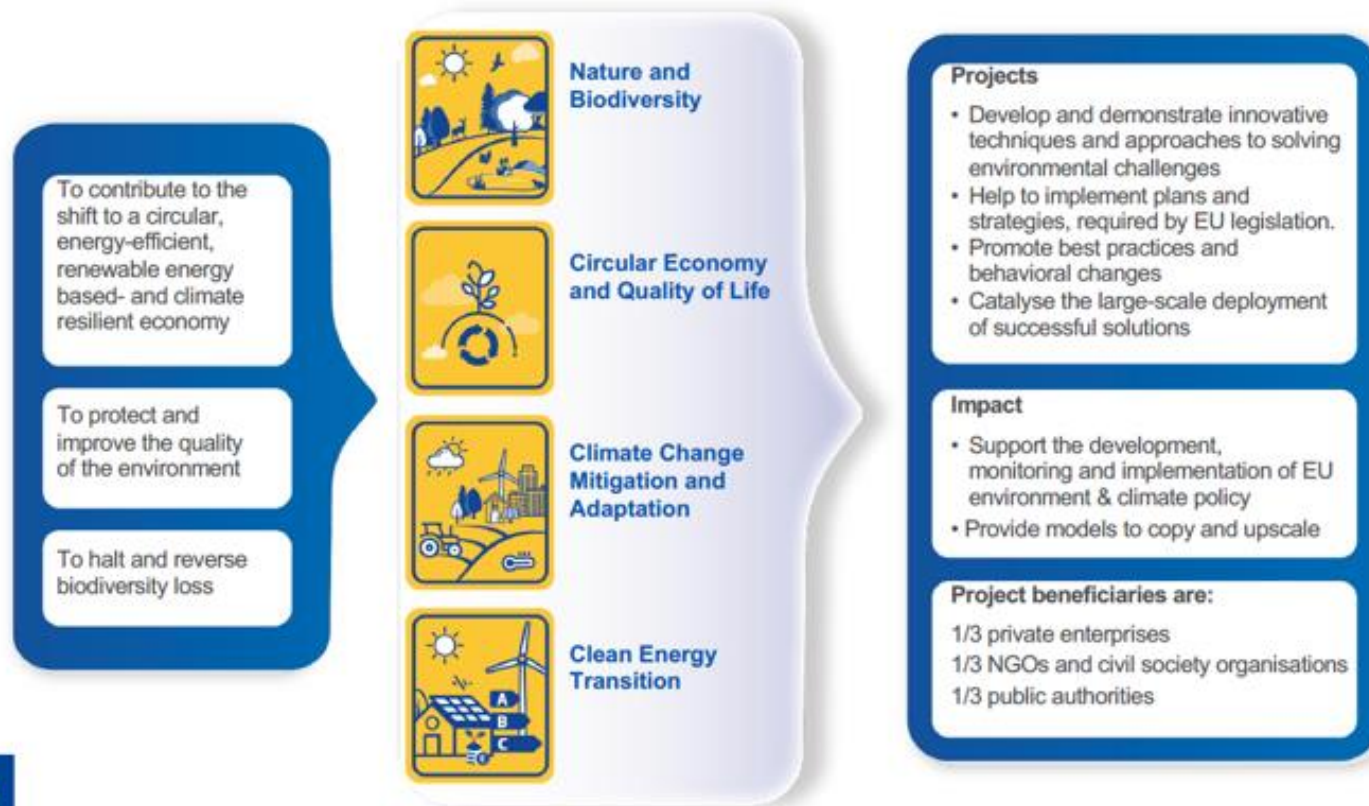 To contribute to the
shift to a circular,
energy-efficient,
renewable energy
based- and climate
resilient economy
To protect and
improve the quality
of the environment
To halt and reverse
biodiversity loss
Nature and
Biodiversity
Circular Economy
and Quality of Life
Climate Change
Mitigation and
Adaptation
Clean Energy
Transition
A
B
C
Projects
• Develop and demonstrate innovative
techniques and approaches to solving
environmental challenges
• Help to implement plans and
strategies, required by EU legislation.
• Promote best practices and
behavioral changes
• Catalyse the large-scale deployment
of successful solutions
Impact
• Support the development,
monitoring and implementation of EU
environment & climate policy
• Provide models to copy and upscale
Project beneficiaries are:
1/3 private enterprises
1/3 NGOs and civil society organisations
1/3 public authorities